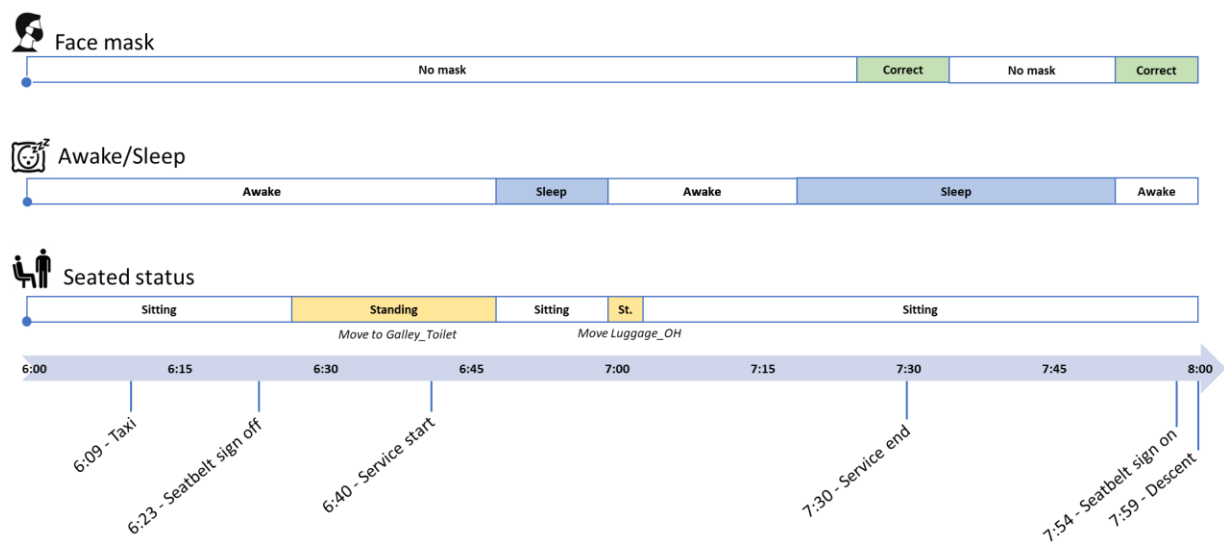 Face mask
No mask
Correct
No mask
Correct
zzz
Awake/Sleep
Awake
Sleep
Awake
Sleep
Awake
Seated status
Sitting
Standing
Sitting
St.
Sitting
Move to Galley_Toilet
Move Luggage_OH
6:00
6:15
6:30
6:45
7:00
7:15
7:30
7:45
8:00
6:09 - Taxi
6:23 - Seatbelt sign off
6:40 - Service start
7:30 - Service end
7:54 - Seatbelt sign on
7:59 - Descent